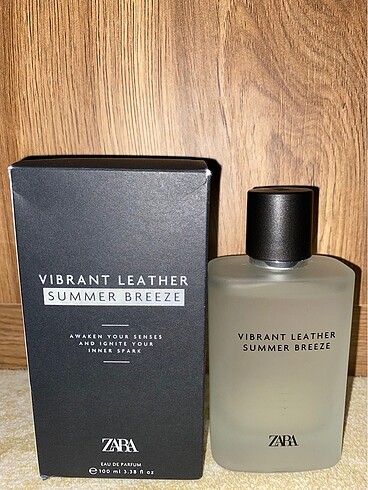 VIBRANT LEATHER
SUMMER BREEZE
AWAKEN YOUR SENSES
AND IGNITE YOUR
INNER SPARK
ZARA
EAU DE PARFUM
℮ 100 ml 3.38 fl oz
VIBRANT LEATHER
SUMMER BREEZE
ZARA